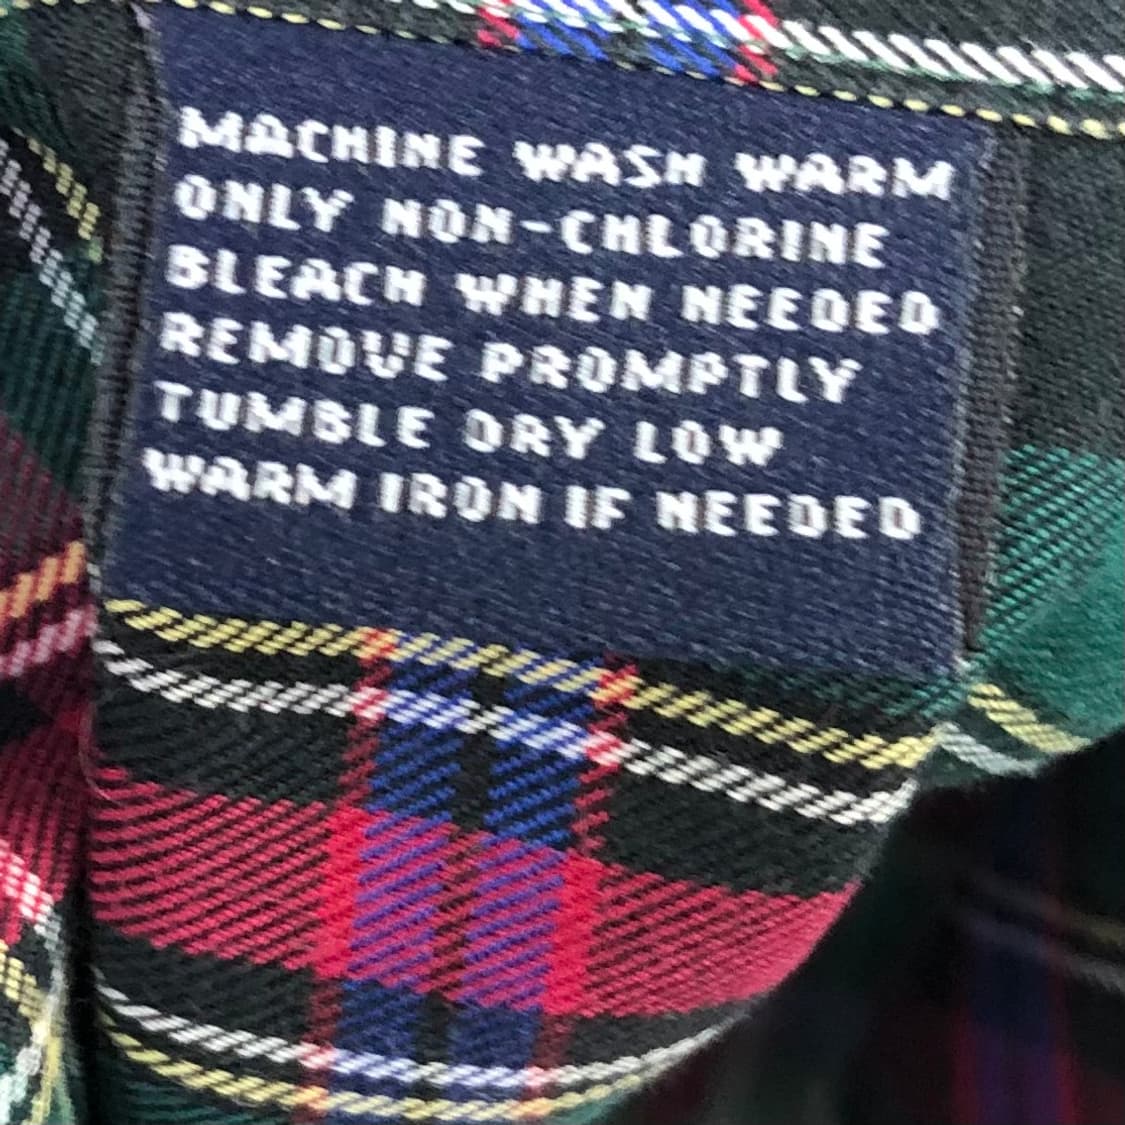 MACHINE WASH WARM
ONLY NON-CHLORINE
BLEACH WHEN NEEDED
REMOVE PROMPTLY
TUMBLE DRY LOW
WARM IRON IF NEEDED